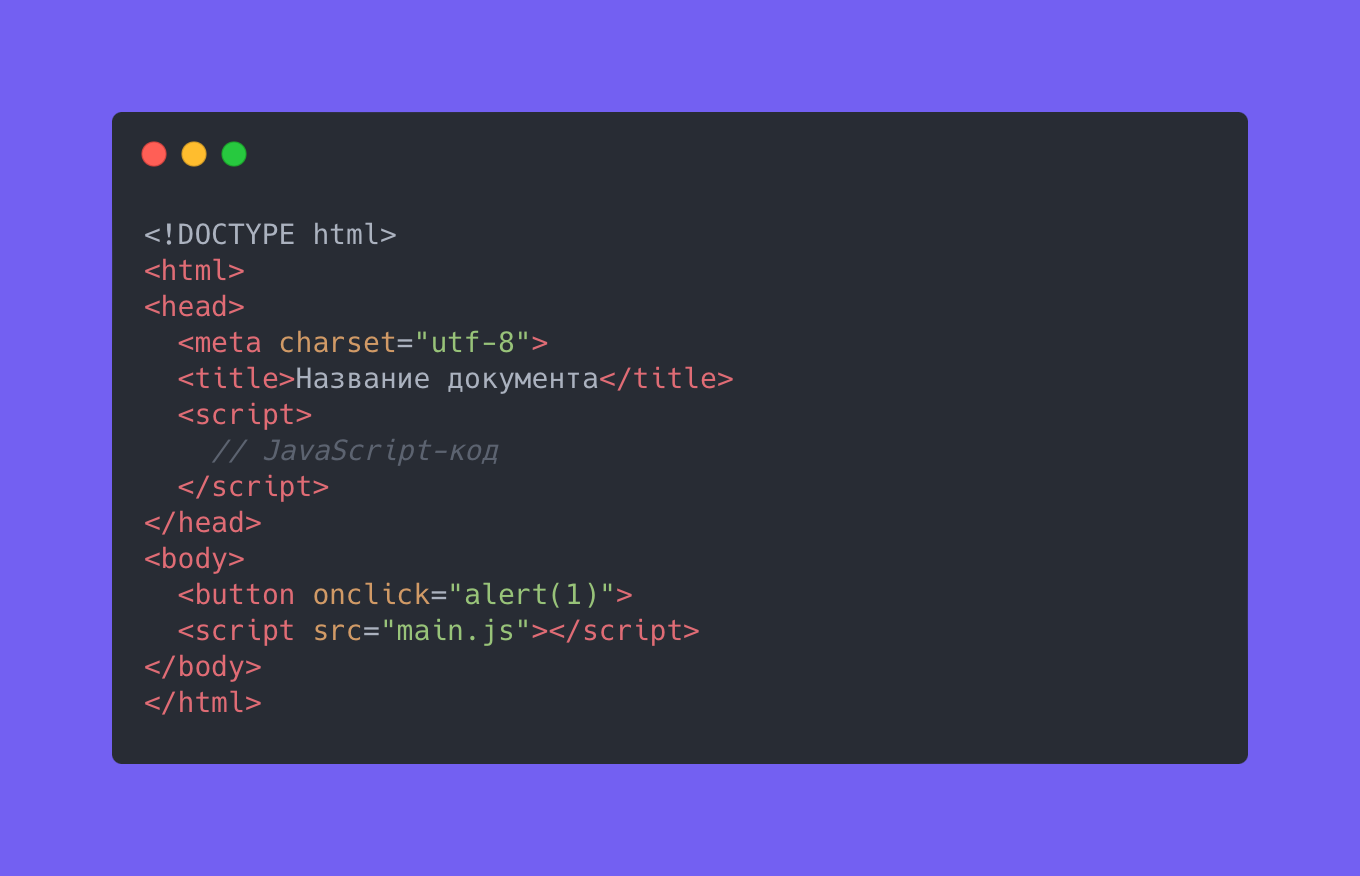 <!DOCTYPE html>
<html>
<head>
  <meta charset="utf-8">
  <title>Название документа</title>
  <script>
    // JavaScript-код
  </script>
</head>
<body>
  <button onclick="alert(1)">
  <script src="main.js"></script>
</body>
</html>